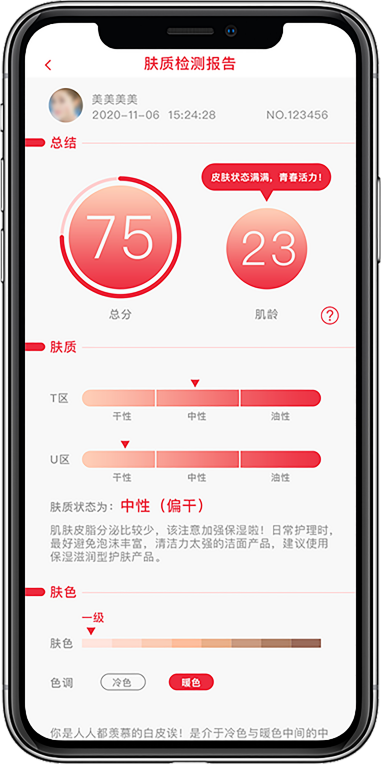 肤质检测报告
美美美美
2020-11-06 15:24:28 NO.123456
总结
皮肤状态满满，青春活力！
75
23
总分
肌龄
?
肤质
T区
干性 中性 油性
U区
干性 中性 油性
肤质状态为：中性（偏干）
肌肤皮脂分泌比较少，该注意加强保湿啦！日常护理时，
最好避免泡沫丰富，清洁力太强的洁面产品，建议使用
保湿滋润型护肤产品。
肤色
一级
肤色
色调 冷色 暖色
你是人人都羡慕的白皮诶！是介于冷色与暖色中间的中